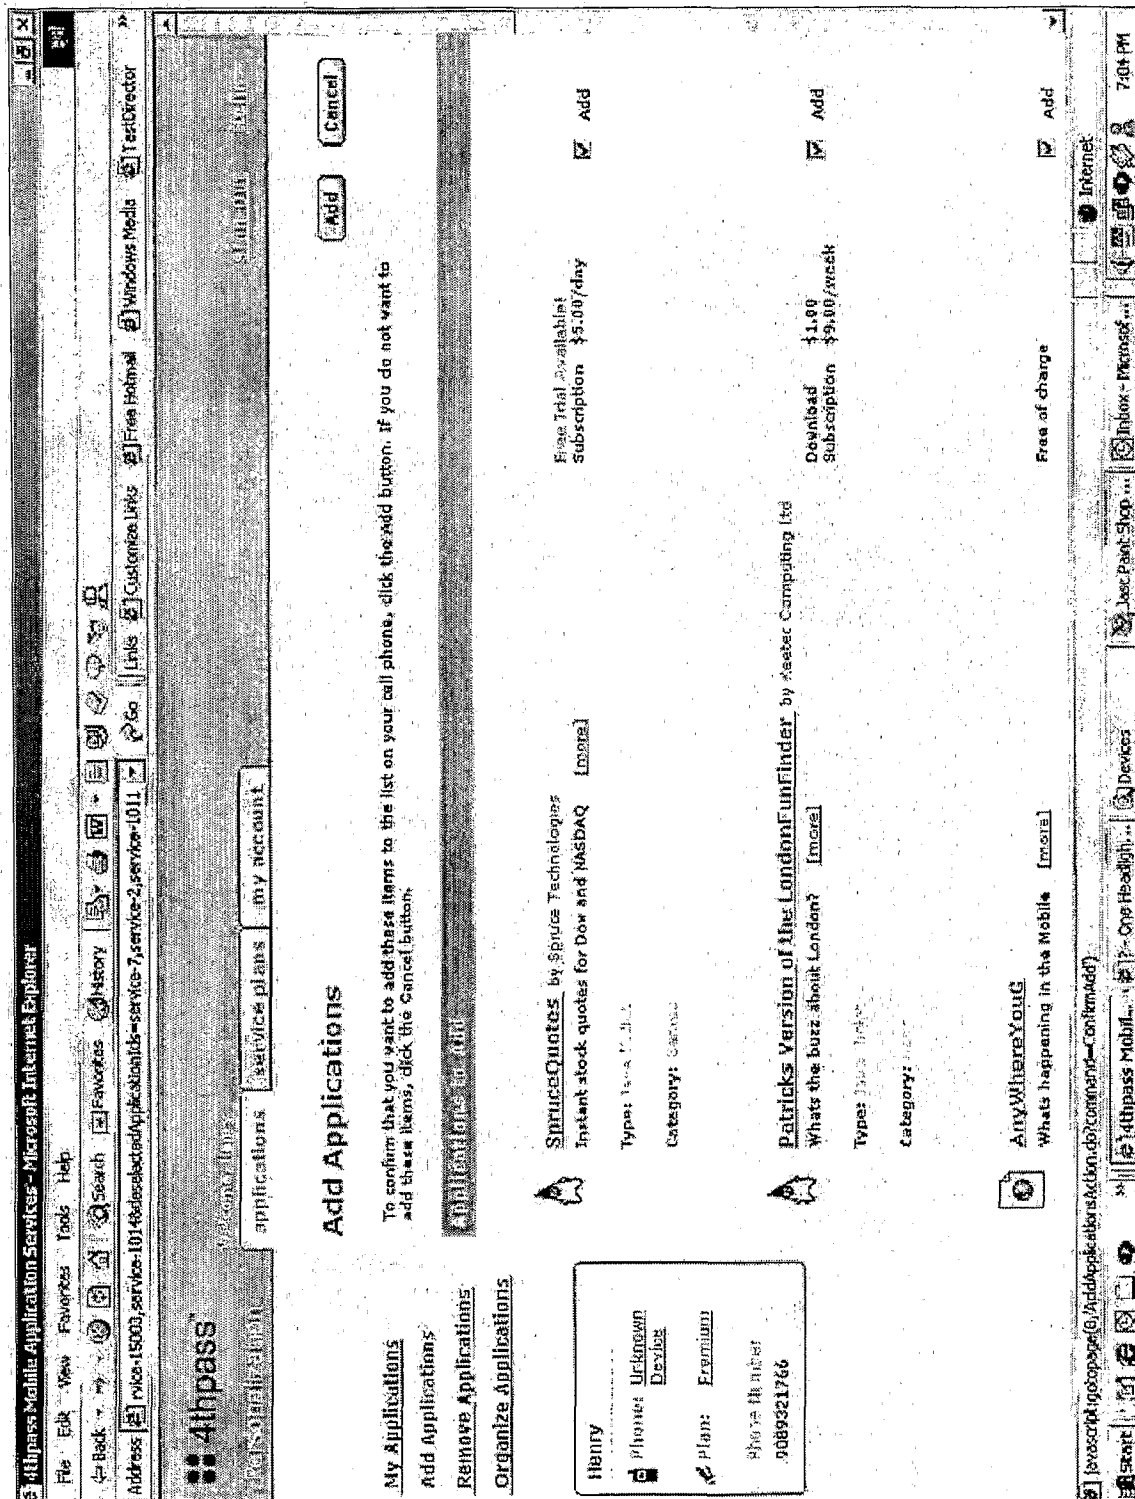 4thpass Mobile Application Services - Microsoft Internet Explorer
File Edit View Favorites Tools Help
Back Search Favorites History
Address rvice-15000,service-1014&deselectedApplicationIds=service-7,service-2,service-1011 Go Links Customize Links Free Hotmail Windows Media TestDirector
4thpass™
applications service plans my account
My Applications
Add Applications
Remove Applications
Organize Applications
Henry
Phone: Unknown Device
Plan: Premium
Phone Number
9089321766
Add Applications
Add Cancel
To confirm that you want to add these items to the list on your cell phone, click the Add button. If you do not want to
add these items, click the Cancel button.
Applications to Add
SpruceQuotes by Spruce Technologies
Instant stock quotes for Dow and NASDAQ [more]
Free Trial Available!
Subscription $5.00/day
Add
Type:
Category:
Patricks Version of the LondonFunFinder by Keeter Computing Ltd
Whats the buzz about London? [more]
Download $1.00
Subscription $9.00/week
Add
Type:
Category:
AnyWhereYouG
Whats happening in the Mobile [more]
Free of charge
Add
javascript:gotopage(0,'AddApplicationsAction.do?command=ConfirmAdd') Internet
Start 4thpass Mobil... Devices Jasc Paint Shop ... Inbox - Microsof... 7:04 PM